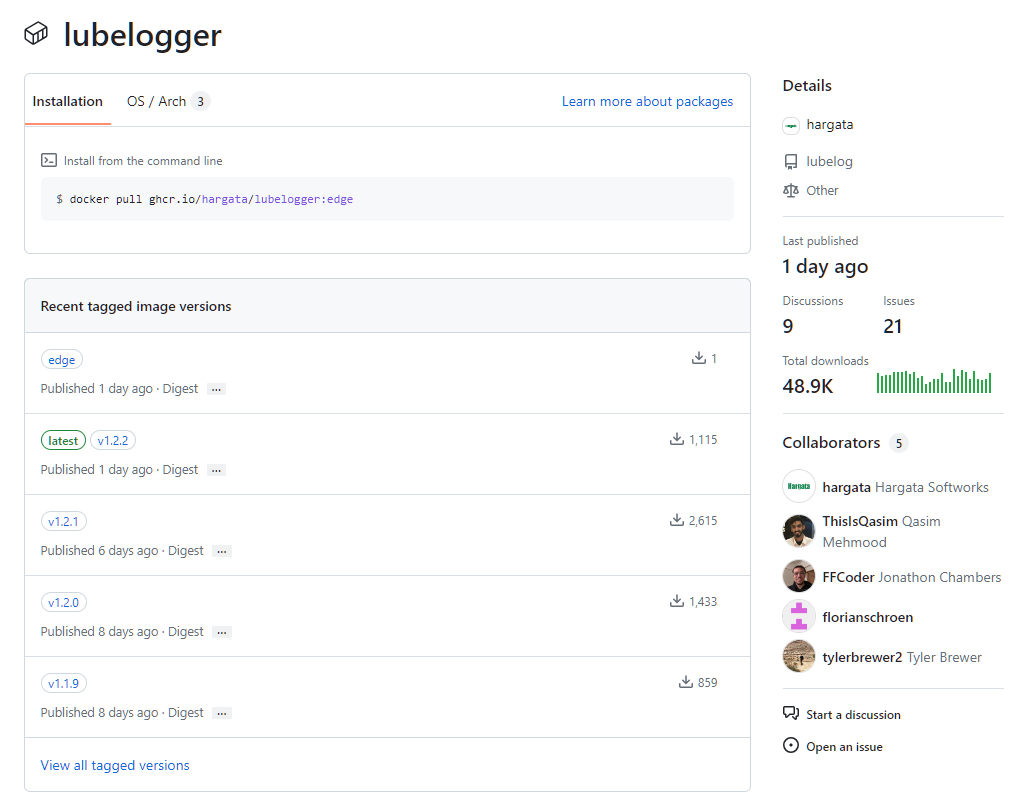 lubelogger
Installation
OS / Arch 3
Learn more about packages
Install from the command line
$ docker pull ghcr.io/hargata/lubelogger:edge
Recent tagged image versions
edge
1
Published 1 day ago · Digest ...
latest v1.2.2
1,115
Published 1 day ago · Digest ...
v1.2.1
2,615
Published 6 days ago · Digest ...
v1.2.0
1,433
Published 8 days ago · Digest ...
v1.1.9
859
Published 8 days ago · Digest ...
View all tagged versions
Details
hargata
lubelog
Other
Last published
1 day ago
Discussions Issues
9 21
Total downloads
48.9K
Collaborators 5
Hargata
hargata Hargata Softworks
ThisIsQasim Qasim
Mehmood
FFCoder Jonathon Chambers
florianschroen
tylerbrewer2 Tyler Brewer
Start a discussion
Open an issue